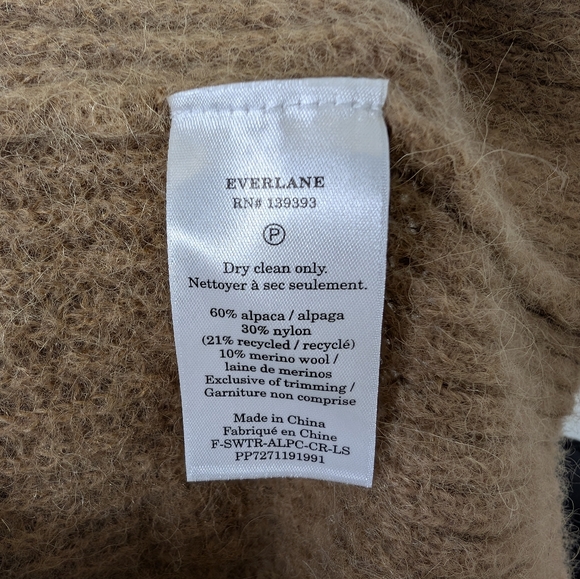 EVERLANE
RN# 139393
P
Dry clean only.
Nettoyer à sec seulement.
60% alpaca / alpaga
30% nylon
(21% recycled / recyclé)
10% merino wool /
laine de merinos
Exclusive of trimming /
Garniture non comprise
Made in China
Fabriqué en Chine
F-SWTR-ALPC-CR-LS
PP7271191991